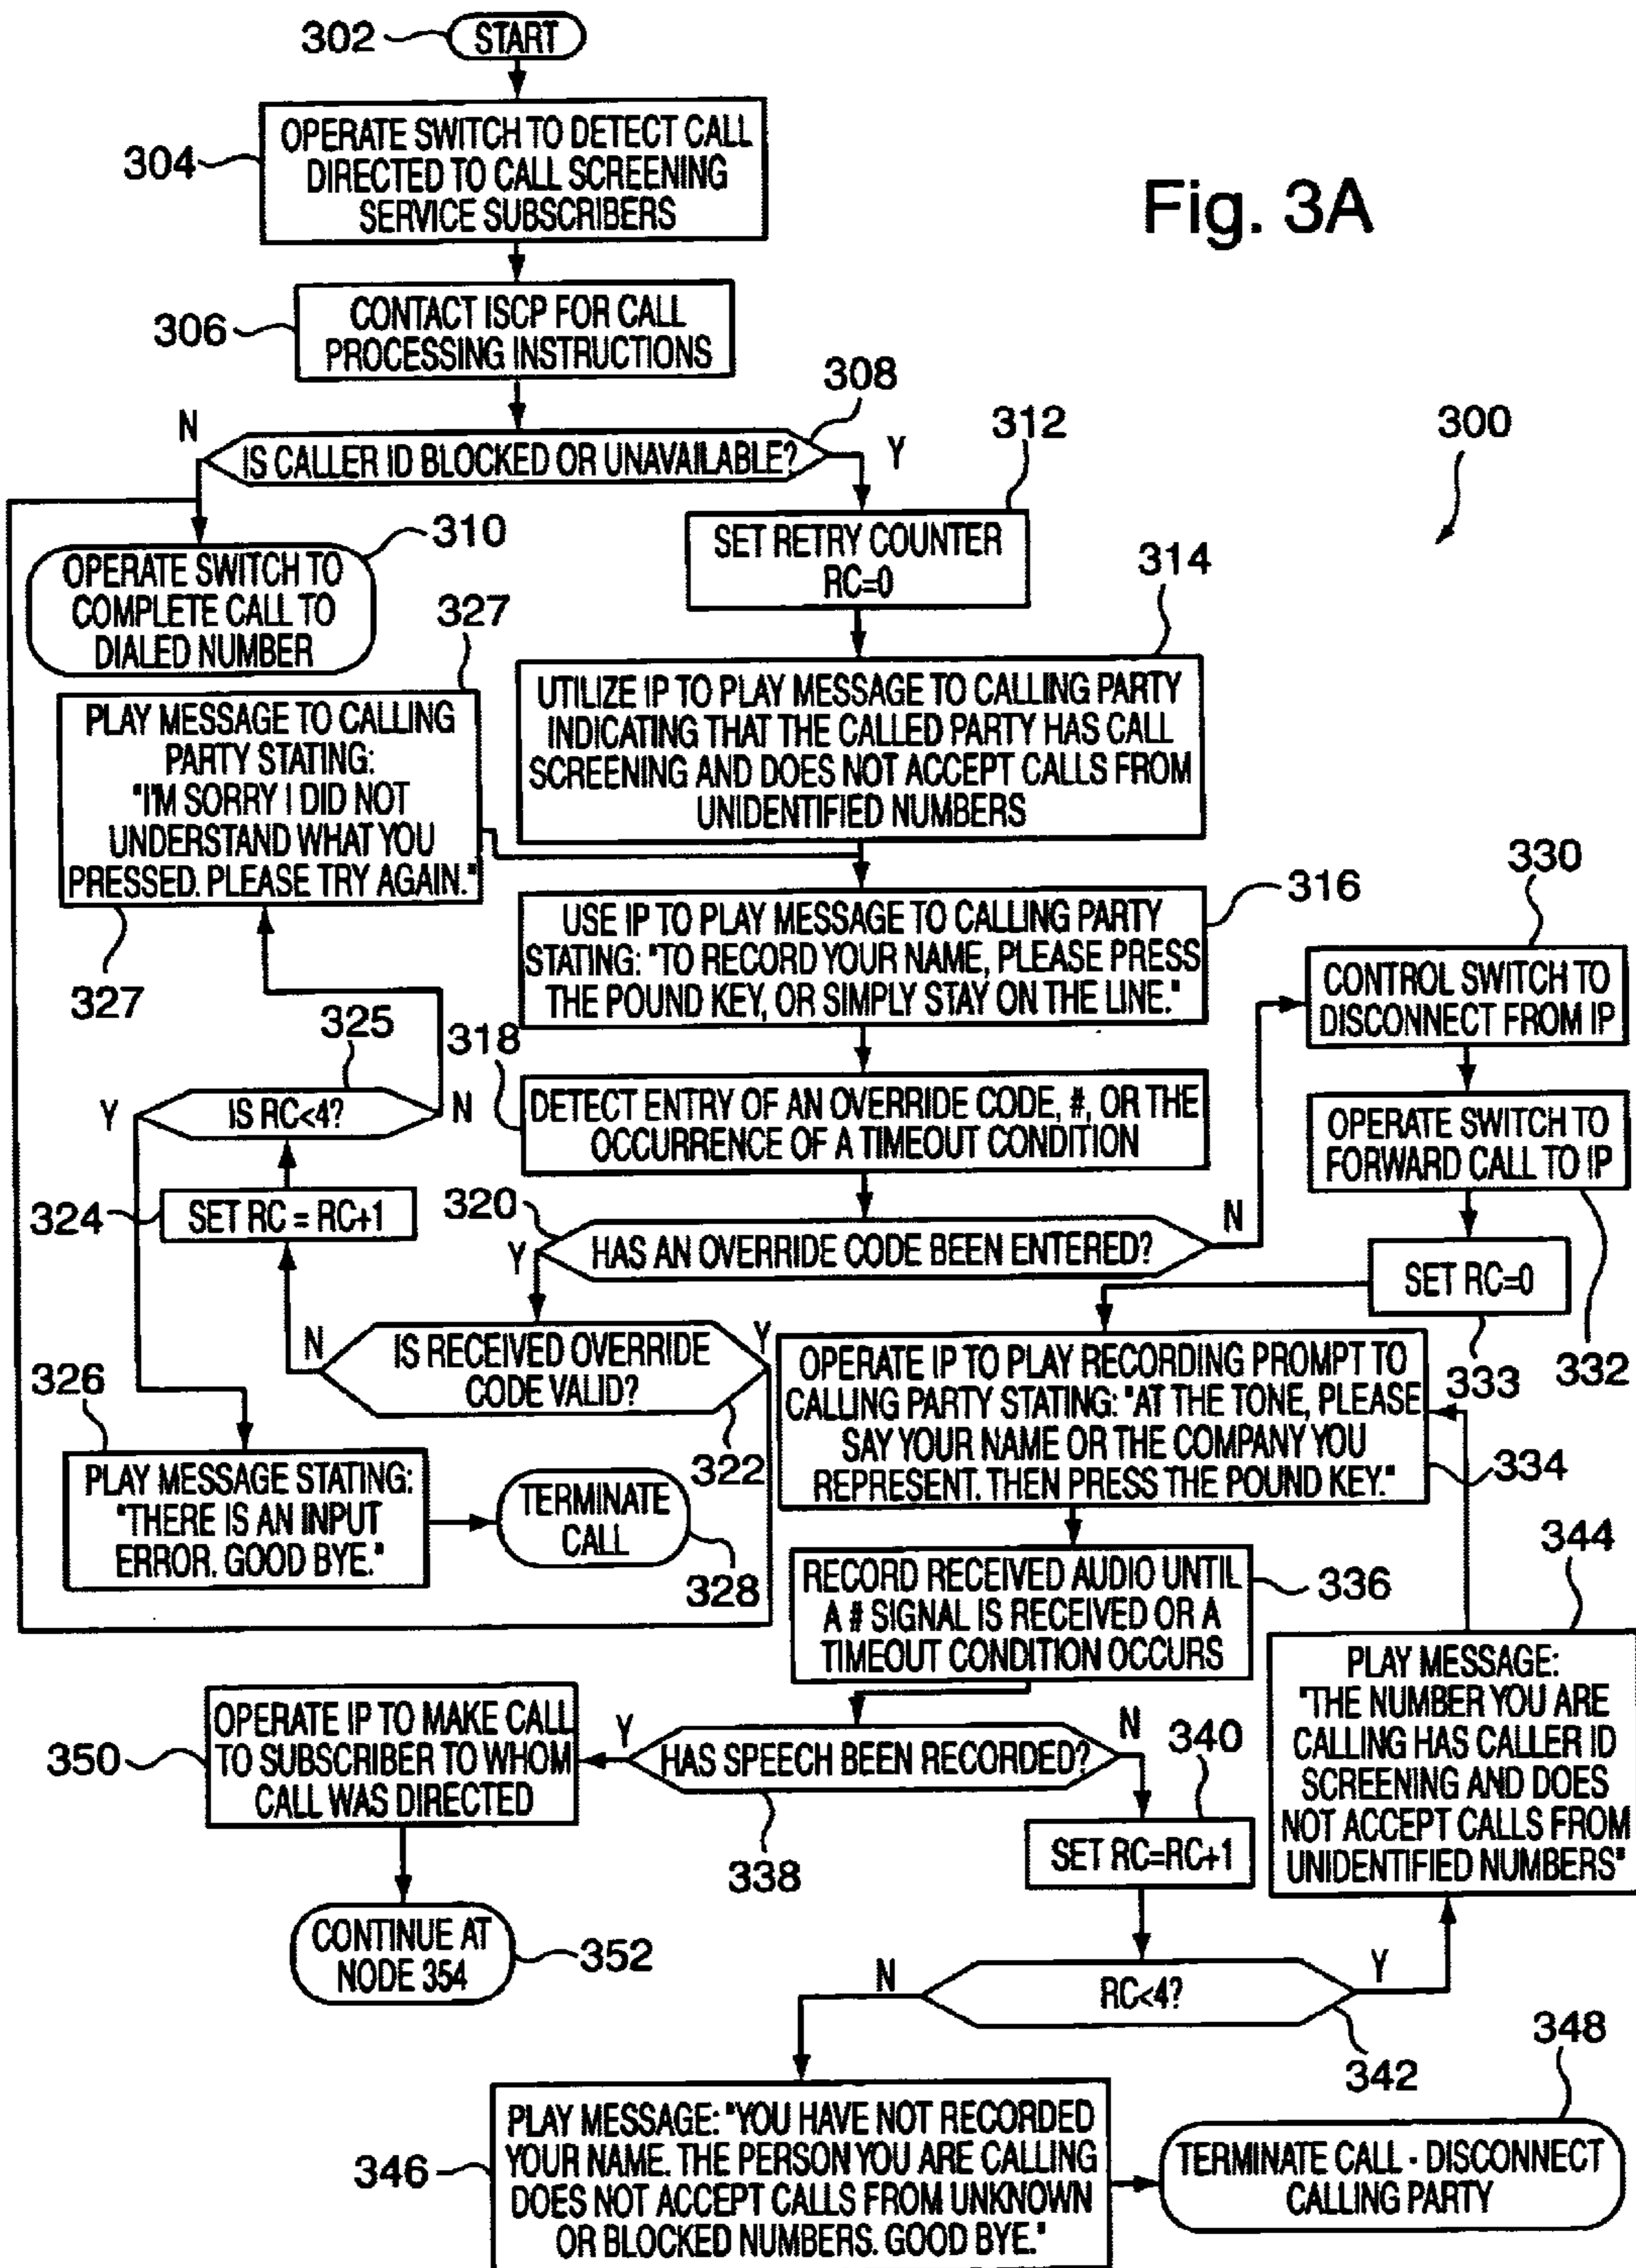 Fig. 3A
300
302
START
304
OPERATE SWITCH TO DETECT CALL
DIRECTED TO CALL SCREENING
SERVICE SUBSCRIBERS
306
CONTACT ISCP FOR CALL
PROCESSING INSTRUCTIONS
308
N
IS CALLER ID BLOCKED OR UNAVAILABLE?
Y
310
OPERATE SWITCH TO
COMPLETE CALL TO
DIALED NUMBER
312
SET RETRY COUNTER
RC=0
314
UTILIZE IP TO PLAY MESSAGE TO CALLING PARTY
INDICATING THAT THE CALLED PARTY HAS CALL
SCREENING AND DOES NOT ACCEPT CALLS FROM
UNIDENTIFIED NUMBERS
327
PLAY MESSAGE TO CALLING
PARTY STATING:
"I'M SORRY I DID NOT
UNDERSTAND WHAT YOU
PRESSED. PLEASE TRY AGAIN."
327
316
USE IP TO PLAY MESSAGE TO CALLING PARTY
STATING: "TO RECORD YOUR NAME, PLEASE PRESS
THE POUND KEY, OR SIMPLY STAY ON THE LINE."
318
DETECT ENTRY OF AN OVERRIDE CODE, #, OR THE
OCCURRENCE OF A TIMEOUT CONDITION
320
Y
HAS AN OVERRIDE CODE BEEN ENTERED?
N
325
Y
IS RC<4?
N
324
SET RC = RC+1
N
IS RECEIVED OVERRIDE
CODE VALID?
Y
322
326
PLAY MESSAGE STATING:
"THERE IS AN INPUT
ERROR. GOOD BYE."
TERMINATE
CALL
328
330
CONTROL SWITCH TO
DISCONNECT FROM IP
OPERATE SWITCH TO
FORWARD CALL TO IP
332
SET RC=0
333
OPERATE IP TO PLAY RECORDING PROMPT TO
CALLING PARTY STATING: "AT THE TONE, PLEASE
SAY YOUR NAME OR THE COMPANY YOU
REPRESENT. THEN PRESS THE POUND KEY."
334
RECORD RECEIVED AUDIO UNTIL
A # SIGNAL IS RECEIVED OR A
TIMEOUT CONDITION OCCURS
336
344
PLAY MESSAGE:
"THE NUMBER YOU ARE
CALLING HAS CALLER ID
SCREENING AND DOES
NOT ACCEPT CALLS FROM
UNIDENTIFIED NUMBERS"
Y
HAS SPEECH BEEN RECORDED?
N
338
350
OPERATE IP TO MAKE CALL
TO SUBSCRIBER TO WHOM
CALL WAS DIRECTED
CONTINUE AT
NODE 354
352
340
SET RC=RC+1
N
RC<4?
Y
342
346
PLAY MESSAGE: "YOU HAVE NOT RECORDED
YOUR NAME. THE PERSON YOU ARE CALLING
DOES NOT ACCEPT CALLS FROM UNKNOWN
OR BLOCKED NUMBERS. GOOD BYE."
348
TERMINATE CALL - DISCONNECT
CALLING PARTY